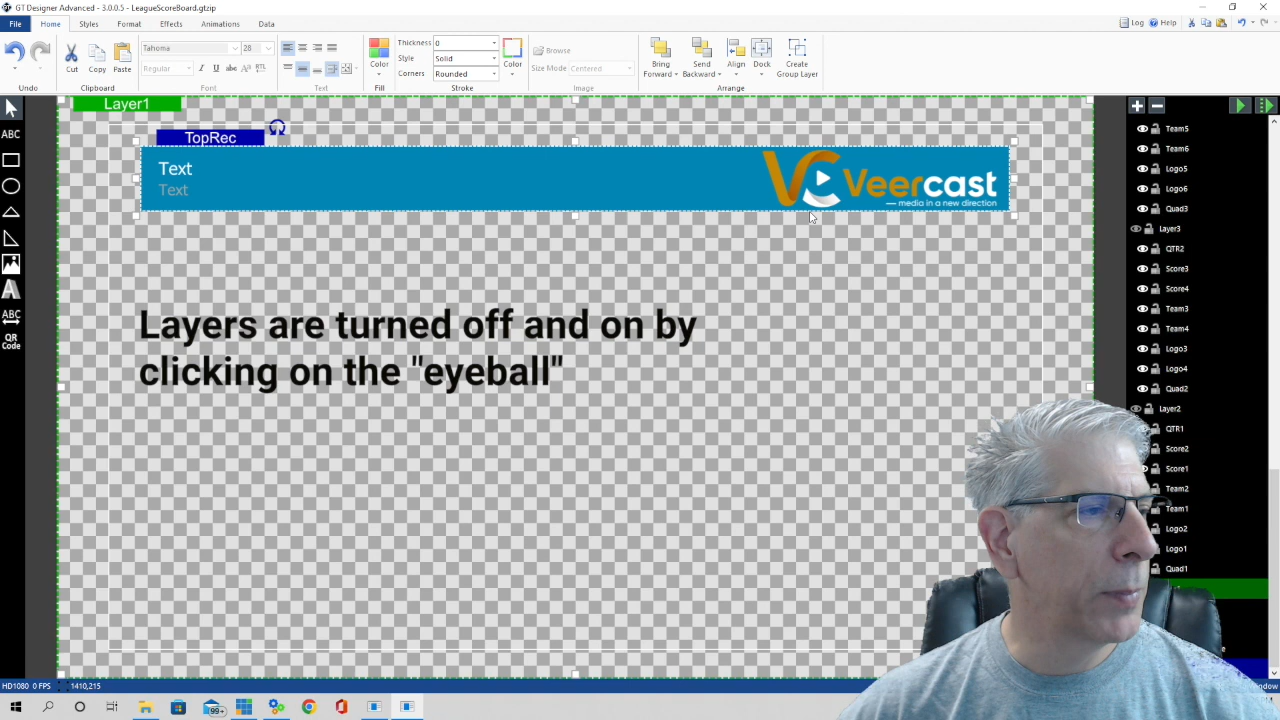 GT Designer Advanced - 3.0.0.5 - LeagueScoreBoard.gtzip
File Home Styles Format Effects Animations Data
Log Help
Tahoma 28
Regular
Thickness 0
Style Solid
Corners Rounded
Browse
Size Mode Centered
Cut Copy Paste
Color
Color
Bring Forward
Send Backward
Align
Dock
Create Group Layer
Undo Clipboard Font Text Fill Stroke Image Arrange
Layer1
TopRec
Text
Text
VC Veercast
— media in a new direction
Layers are turned off and on by
clicking on the "eyeball"
ABC
ABC
QR
Code
Team5
Team6
Logo5
Logo6
Quad3
Layer3
QTR2
Score3
Score4
Team3
Team4
Logo3
Logo4
Quad2
Layer2
QTR1
Score2
Score1
Team2
Team1
Logo2
Logo1
Quad1
HD1080 0 FPS 1410,215
99+